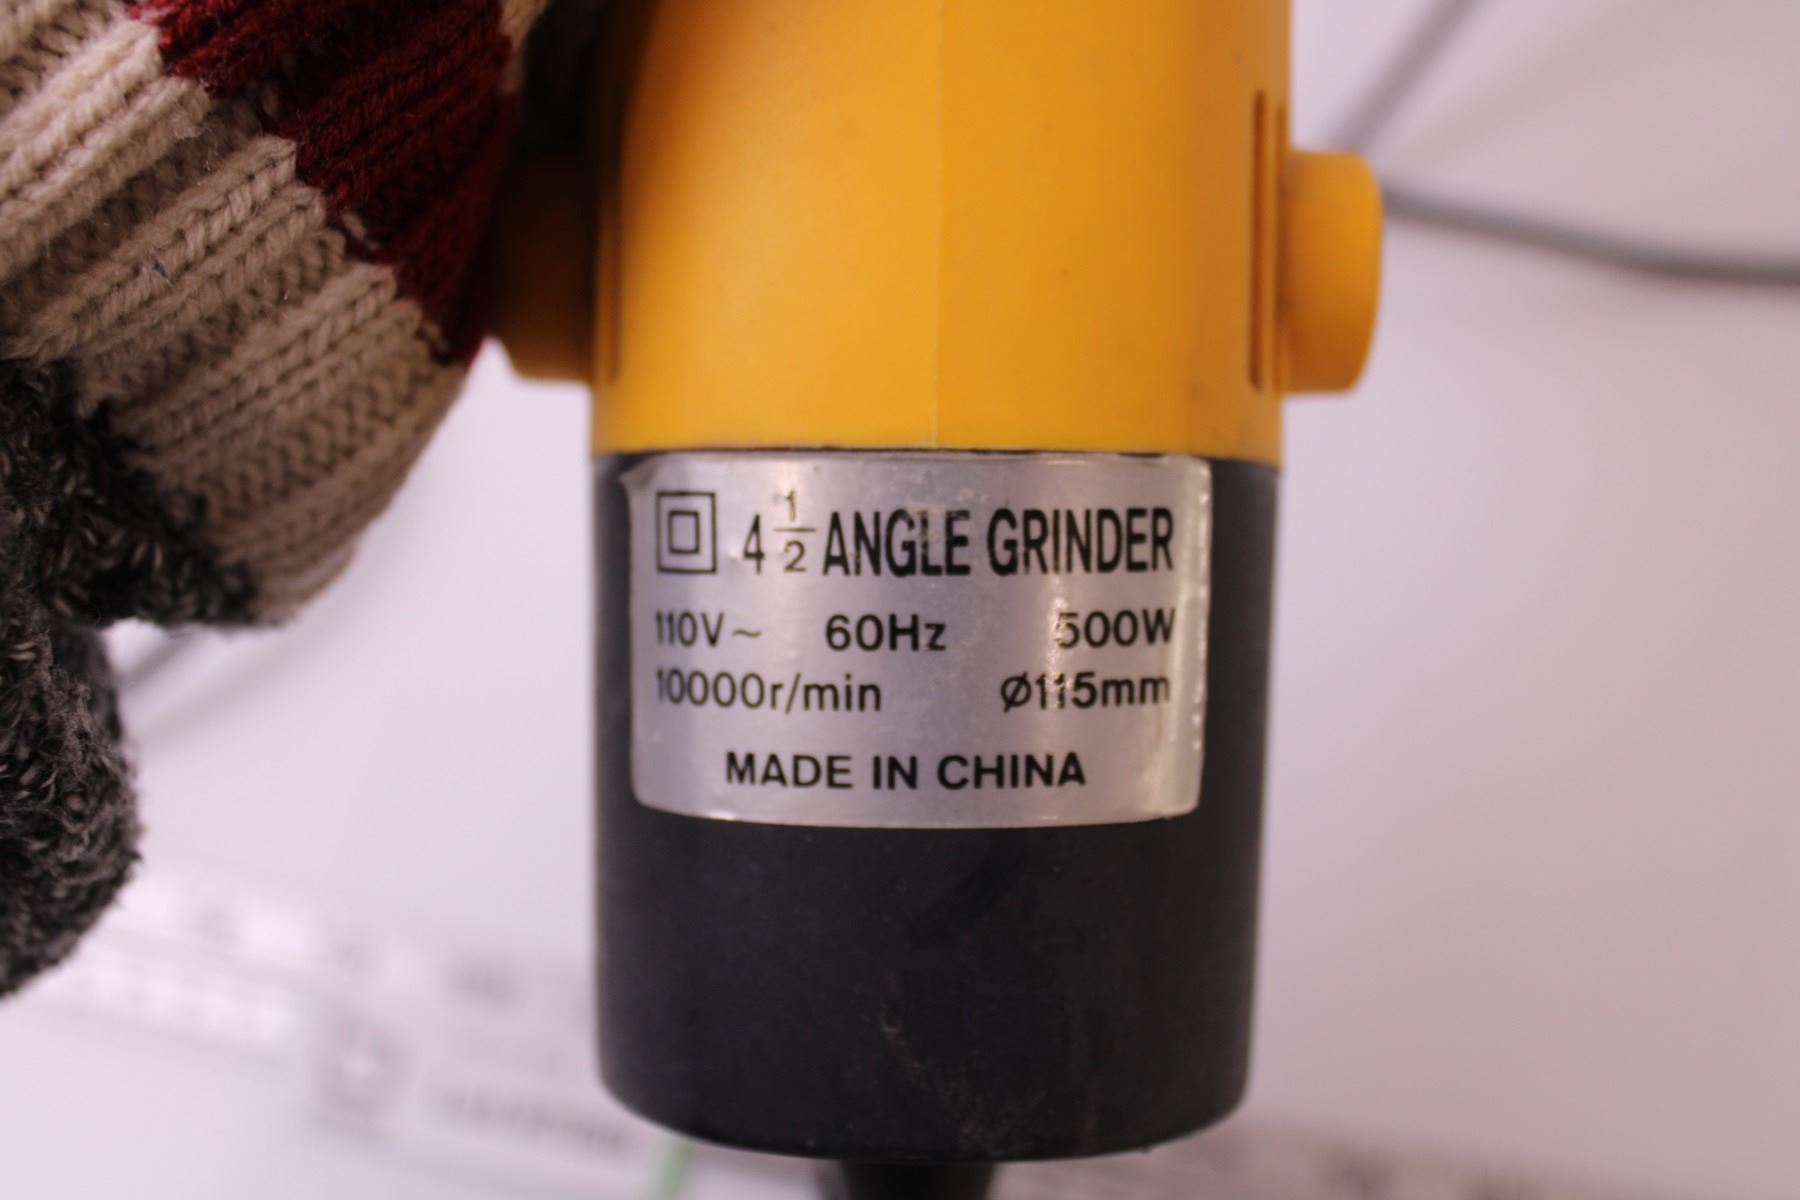 4 1/2 ANGLE GRINDER
110V~ 60Hz 500W
10000r/min Ø115mm
MADE IN CHINA